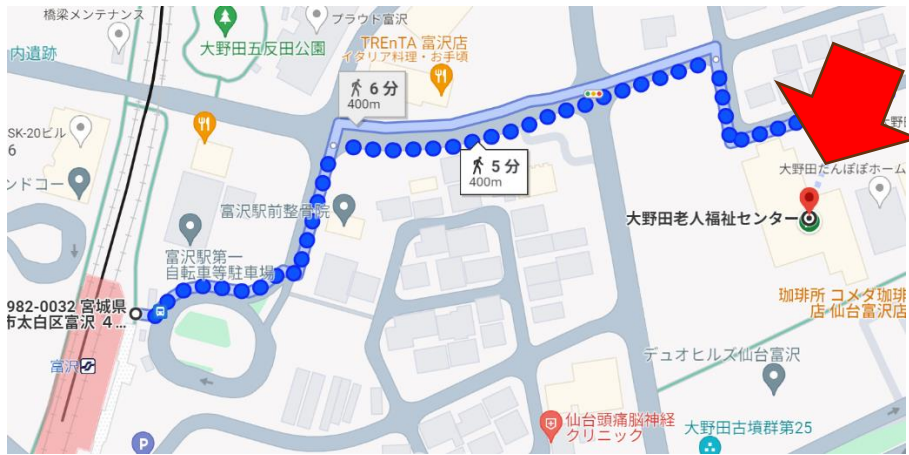 橋梁メンテナンス
プラウド富沢
大野田五反田公園
内遺跡
TREnTA 富沢店
イタリア料理・お手頃
6 分
400m
SK-20ビル
6
5 分
400m
ンドコー
大野田たんぽぽホーム
富沢駅前整骨院
大野田老人福祉センター
富沢駅第一
自転車等駐車場
982-0032 宮城県
市太白区富沢 4...
珈琲所 コメダ珈琲
店 仙台富沢店
富沢
デュオヒルズ仙台富沢
仙台頭痛脳神経
クリニック
大野田古墳群第25
P